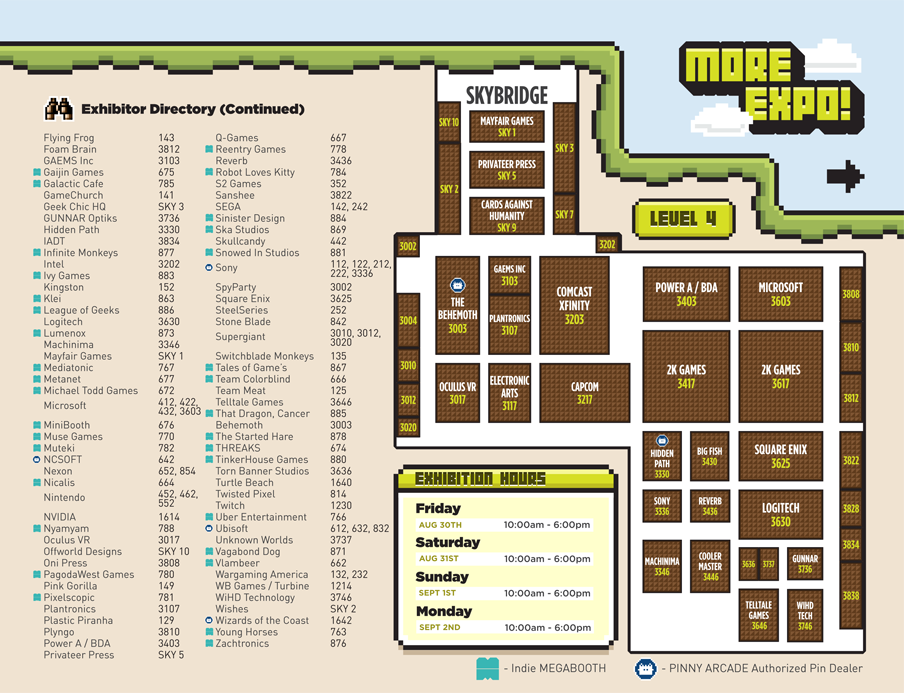 MORE
EXPO!
Exhibitor Directory (Continued)
Flying Frog 143
Foam Brain 3812
GAEMS Inc 3103
Gaijin Games 675
Galactic Cafe 785
GameChurch 141
Geek Chic HQ SKY 3
GUNNAR Optiks 3736
Hidden Path 3330
IADT 3834
Infinite Monkeys 877
Intel 3202
Ivy Games 883
Kingston 152
Klei 863
League of Geeks 886
Logitech 3630
Lumenox 873
Machinima 3346
Mayfair Games SKY 1
Mediatonic 767
Metanet 677
Michael Todd Games 672
Microsoft 412, 422,
432, 3603
MiniBooth 676
Muse Games 770
Muteki 782
NCSOFT 642
Nexon 652, 854
Nicalis 664
Nintendo 452, 462,
552
NVIDIA 1614
Nyamyam 788
Oculus VR 3017
Offworld Designs SKY 10
Oni Press 3808
PagodaWest Games 780
Pink Gorilla 149
Pixelscopic 781
Plantronics 3107
Plastic Piranha 129
Plyngo 3810
Power A / BDA 3403
Privateer Press SKY 5
Q-Games 667
Reentry Games 778
Reverb 3436
Robot Loves Kitty 784
S2 Games 352
Sanshee 3822
SEGA 142, 242
Sinister Design 884
Ska Studios 869
Skullcandy 442
Snowed In Studios 881
Sony 112, 122, 212,
222, 3336
SpyParty 3002
Square Enix 3625
SteelSeries 252
Stone Blade 842
Supergiant 3010, 3012,
3020
Switchblade Monkeys 135
Tales of Game's 867
Team Colorblind 666
Team Meat 125
Telltale Games 3646
That Dragon, Cancer 885
Behemoth 3003
The Started Hare 878
THREAKS 674
TinkerHouse Games 880
Torn Banner Studios 3636
Turtle Beach 1640
Twisted Pixel 814
Twitch 1230
Uber Entertainment 766
Ubisoft 612, 632, 832
Unknown Worlds 3737
Vagabond Dog 871
Vlambeer 662
Wargaming America 132, 232
WB Games / Turbine 1214
WiHD Technology 3746
Wishes SKY 2
Wizards of the Coast 1642
Young Horses 763
Zachtronics 876
SKYBRIDGE
SKY 10
MAYFAIR GAMES
SKY 1
SKY 3
PRIVATEER PRESS
SKY 5
SKY 2
CARDS AGAINST
HUMANITY
SKY 9
SKY 7
LEVEL 4
3002
3202
THE
BEHEMOTH
3003
GAEMS INC
3103
PLANTRONICS
3107
COMCAST
XFINITY
3203
3004
3010
3012
3020
OCULUS VR
3017
ELECTRONIC
ARTS
3117
CAPCOM
3217
POWER A / BDA
3403
MICROSOFT
3603
3808
2K GAMES
3417
2K GAMES
3617
3810
3812
HIDDEN
PATH
3330
BIG FISH
3430
SQUARE ENIX
3625
3822
SONY
3336
REVERB
3436
LOGITECH
3630
3828
3834
MACHINIMA
3346
COOLER
MASTER
3446
3636
3737
GUNNAR
3736
3838
TELLTALE
GAMES
3646
WIHD
TECH
3746
EXHIBITION HOURS
Friday
AUG 30TH 10:00am - 6:00pm
Saturday
AUG 31ST 10:00am - 6:00pm
Sunday
SEPT 1ST 10:00am - 6:00pm
Monday
SEPT 2ND 10:00am - 6:00pm
- Indie MEGABOOTH
- PINNY ARCADE Authorized Pin Dealer